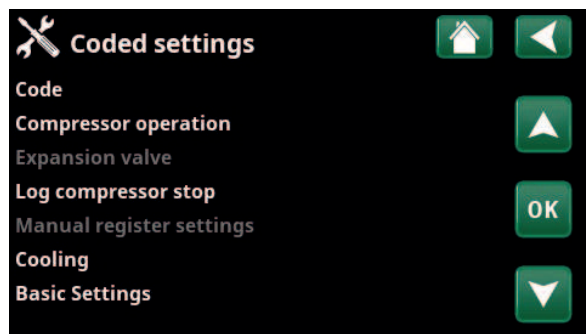 Coded settings
Code
Compressor operation
Expansion valve
Log compressor stop
Manual register settings
Cooling
Basic Settings
OK